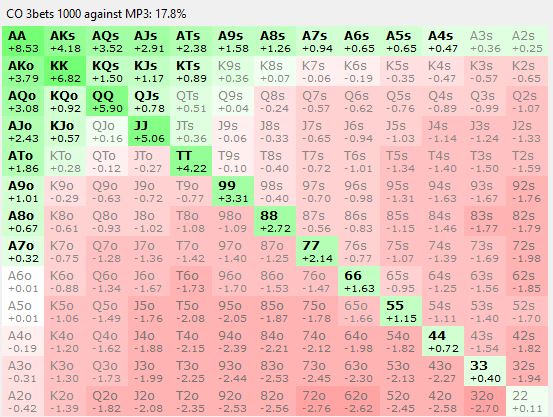 CO 3bets 1000 against MP3: 17.8%
AA AKs AQs AJs ATs A9s A8s A7s A6s A5s A4s A3s A2s
+8.53 +4.18 +3.52 +2.91 +2.38 +1.58 +1.26 +0.94 +0.65 +0.65 +0.47 +0.36 +0.25
AKo KK KQs KJs KTs K9s K8s K7s K6s K5s K4s K3s K2s
+3.79 +6.82 +1.50 +1.17 +0.89 +0.36 +0.07 -0.06 -0.19 -0.35 -0.47 -0.57 -0.65
AQo KQo QQ QJs QTs Q9s Q8s Q7s Q6s Q5s Q4s Q3s Q2s
+3.08 +0.92 +5.90 +0.78 +0.51 +0.04 -0.24 -0.57 -0.62 -0.76 -0.89 -0.99 -1.07
AJo KJo QJo JJ JTs J9s J8s J7s J6s J5s J4s J3s J2s
+2.43 +0.57 +0.16 +5.06 +0.36 -0.06 -0.33 -0.65 -0.94 -1.03 -1.14 -1.24 -1.33
ATo KTo QTo JTo TT T9s T8s T7s T6s T5s T4s T3s T2s
+1.86 +0.28 -0.12 -0.27 +4.22 -0.10 -0.40 -0.72 -1.01 -1.34 -1.40 -1.50 -1.59
A9o K9o Q9o J9o T9o 99 98s 97s 96s 95s 94s 93s 92s
+1.01 -0.29 -0.63 -0.72 -0.77 +3.31 -0.40 -0.70 -0.98 -1.31 -1.63 -1.67 -1.76
A8o K8o Q8o J8o T8o 98o 88 87s 86s 85s 84s 83s 82s
+0.67 -0.61 -0.93 -1.02 -1.08 -1.09 +2.72 -0.56 -0.83 -1.15 -1.46 -1.77 -1.79
A7o K7o Q7o J7o T7o 97o 87o 77 76s 75s 74s 73s 72s
+0.32 -0.75 -1.28 -1.36 -1.42 -1.40 -1.30 +2.14 -0.77 -1.07 -1.39 -1.69 -1.98
A6o K6o Q6o J6o T6o 96o 86o 76o 66 65s 64s 63s 62s
+0.01 -0.88 -1.34 -1.67 -1.73 -1.70 -1.53 -1.47 +1.63 -0.95 -1.25 -1.56 -1.85
A5o K5o Q5o J5o T5o 95o 85o 75o 65o 55 54s 53s 52s
+0.01 -1.06 -1.49 -1.76 -2.08 -2.05 -1.87 -1.78 -1.66 +1.15 -1.11 -1.40 -1.70
A4o K4o Q4o J4o T4o 94o 84o 74o 64o 54o 44 43s 42s
-0.19 -1.20 -1.62 -1.88 -2.15 -2.39 -2.21 -2.12 -1.98 -1.82 +0.72 -1.54 -1.82
A3o K3o Q3o J3o T3o 93o 83o 73o 63o 53o 43o 33 32s
-0.31 -1.30 -1.73 -1.99 -2.25 -2.44 -2.53 -2.45 -2.30 -2.13 -2.27 +0.40 -1.94
A2o K2o Q2o J2o T2o 92o 82o 72o 62o 52o 42o 32o 22
-0.42 -1.39 -1.82 -2.08 -2.35 -2.53 -2.58 -2.76 -2.62 -2.45 -2.58 -2.70 +0.11